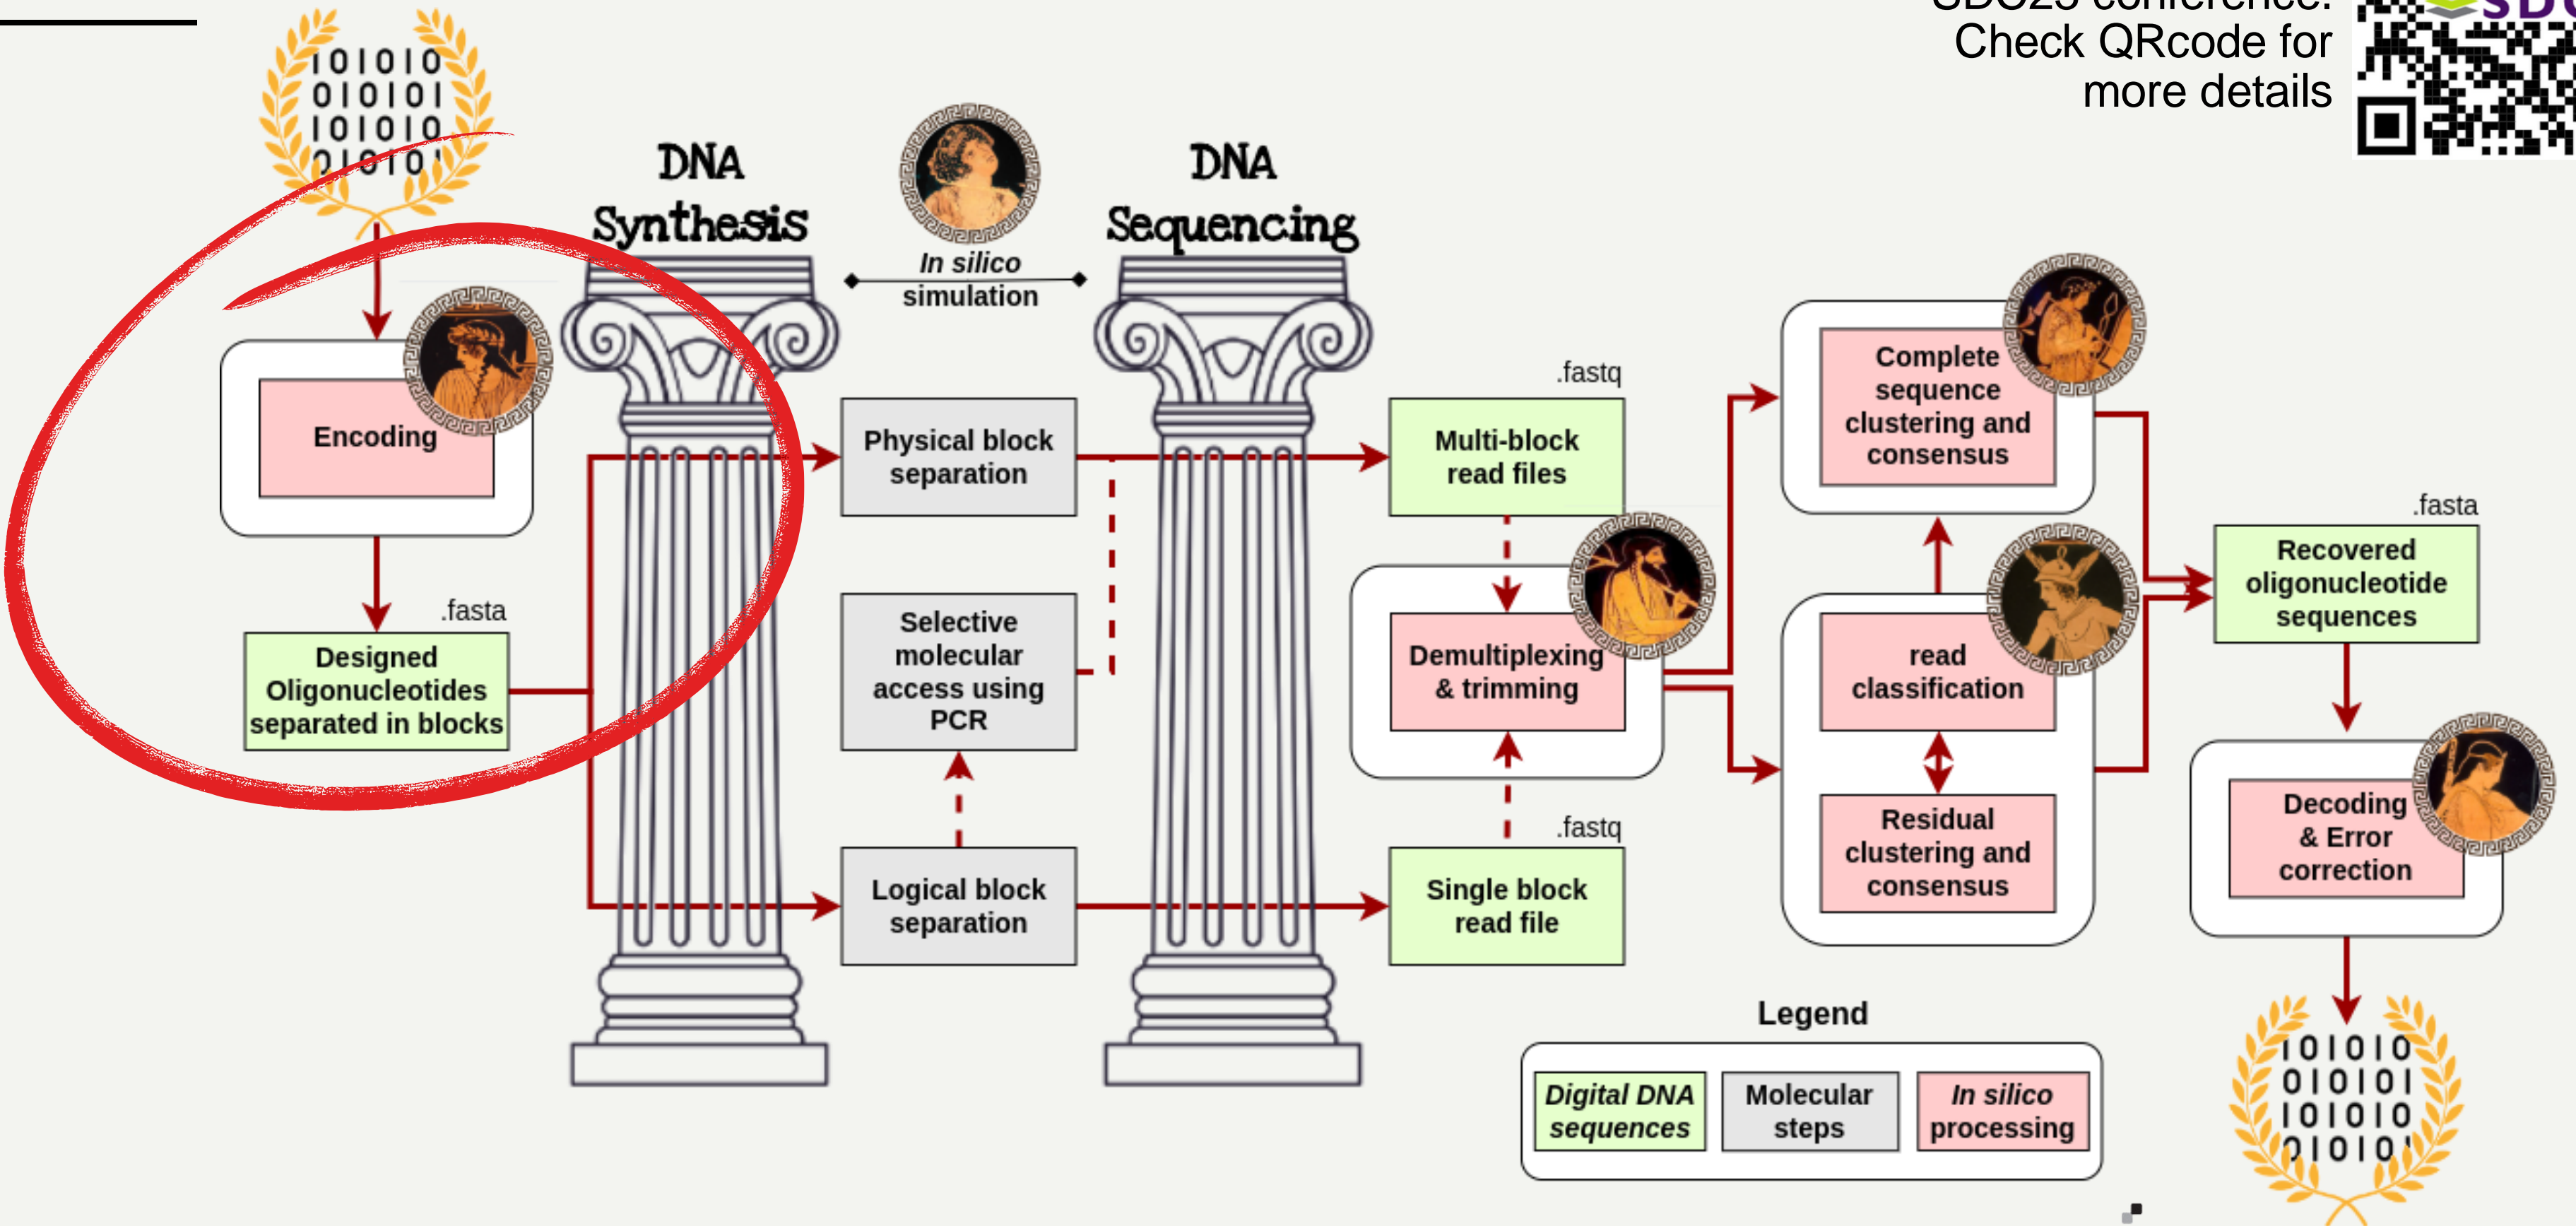 SDC23 conference.
Check QRcode for
more details
SDC
101010
010101
101010
010101
DNA
Synthesis
In silico
simulation
DNA
Sequencing
Encoding
.fasta
Designed
Oligonucleotides
separated in blocks
Physical block
separation
Selective
molecular
access using
PCR
Logical block
separation
.fastq
Multi-block
read files
Demultiplexing
& trimming
.fastq
Single block
read file
Complete
sequence
clustering and
consensus
read
classification
Residual
clustering and
consensus
.fasta
Recovered
oligonucleotide
sequences
Decoding
& Error
correction
101010
010101
101010
010101
Legend
Digital DNA
sequences
Molecular
steps
In silico
processing